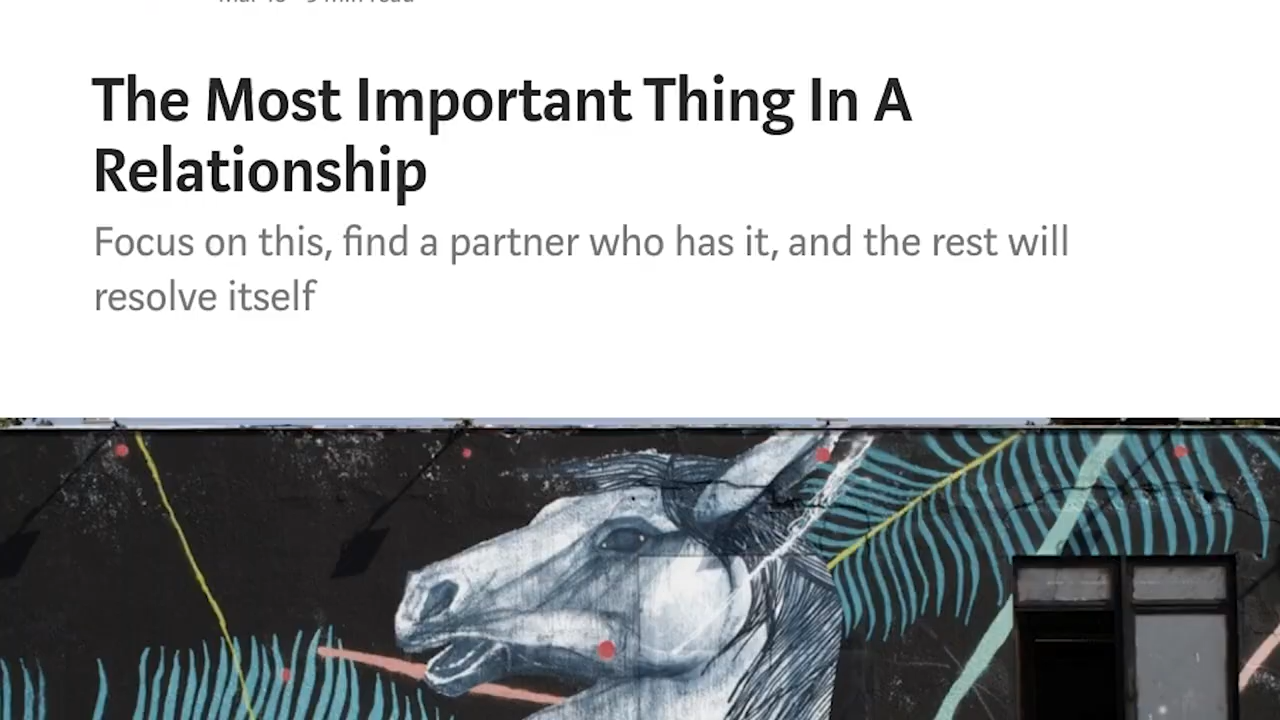 The Most Important Thing In A
Relationship
Focus on this, find a partner who has it, and the rest will
resolve itself